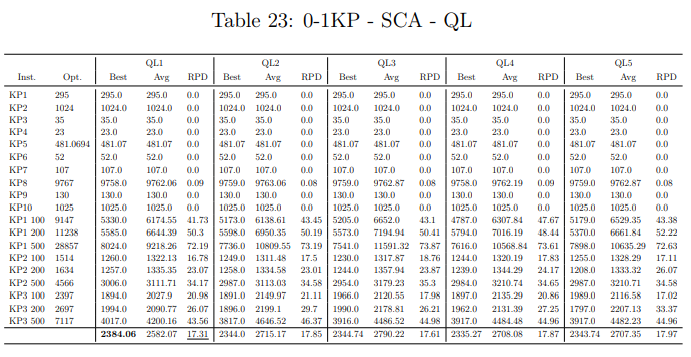 Table 23: 0-1KP - SCA - QL
QL1 QL2 QL3 QL4 QL5
Inst. Opt. Best Avg RPD Best Avg RPD Best Avg RPD Best Avg RPD Best Avg RPD
KP1 295 295.0 295.0 0.0 295.0 295.0 0.0 295.0 295.0 0.0 295.0 295.0 0.0 295.0 295.0 0.0
KP2 1024 1024.0 1024.0 0.0 1024.0 1024.0 0.0 1024.0 1024.0 0.0 1024.0 1024.0 0.0 1024.0 1024.0 0.0
KP3 35 35.0 35.0 0.0 35.0 35.0 0.0 35.0 35.0 0.0 35.0 35.0 0.0 35.0 35.0 0.0
KP4 23 23.0 23.0 0.0 23.0 23.0 0.0 23.0 23.0 0.0 23.0 23.0 0.0 23.0 23.0 0.0
KP5 481.0694 481.07 481.07 0.0 481.07 481.07 0.0 481.07 481.07 0.0 481.07 481.07 0.0 481.07 481.07 0.0
KP6 52 52.0 52.0 0.0 52.0 52.0 0.0 52.0 52.0 0.0 52.0 52.0 0.0 52.0 52.0 0.0
KP7 107 107.0 107.0 0.0 107.0 107.0 0.0 107.0 107.0 0.0 107.0 107.0 0.0 107.0 107.0 0.0
KP8 9767 9758.0 9762.06 0.09 9759.0 9763.06 0.08 9759.0 9762.87 0.08 9758.0 9762.19 0.09 9759.0 9762.87 0.08
KP9 130 130.0 130.0 0.0 130.0 130.0 0.0 130.0 130.0 0.0 130.0 130.0 0.0 130.0 130.0 0.0
KP10 1025 1025.0 1025.0 0.0 1025.0 1025.0 0.0 1025.0 1025.0 0.0 1025.0 1025.0 0.0 1025.0 1025.0 0.0
KP1 100 9147 5330.0 6174.55 41.73 5173.0 6138.61 43.45 5205.0 6652.0 43.1 4787.0 6307.84 47.67 5179.0 6529.35 43.38
KP1 200 11238 5585.0 6644.39 50.3 5598.0 6950.35 50.19 5573.0 7194.94 50.41 5794.0 7016.19 48.44 5370.0 6661.84 52.22
KP1 500 28857 8024.0 9218.26 72.19 7736.0 10809.55 73.19 7541.0 11591.32 73.87 7616.0 10568.84 73.61 7898.0 10635.29 72.63
KP2 100 1514 1260.0 1322.13 16.78 1249.0 1311.48 17.5 1230.0 1317.87 18.76 1244.0 1320.19 17.83 1255.0 1328.29 17.11
KP2 200 1634 1257.0 1335.35 23.07 1258.0 1334.58 23.01 1244.0 1357.94 23.87 1239.0 1344.29 24.17 1208.0 1333.32 26.07
KP2 500 4566 3006.0 3111.71 34.17 2987.0 3113.03 34.58 2954.0 3179.23 35.3 2984.0 3210.74 34.65 2987.0 3210.71 34.58
KP3 100 2397 1894.0 2027.9 20.98 1891.0 2149.97 21.11 1966.0 2120.55 17.98 1897.0 2135.29 20.86 1989.0 2116.58 17.02
KP3 200 2697 1994.0 2090.77 26.07 1896.0 2199.1 29.7 1990.0 2178.81 26.21 1962.0 2131.39 27.25 1797.0 2207.13 33.37
KP3 500 7117 4017.0 4200.16 43.56 3817.0 4646.52 46.37 3916.0 4486.52 44.98 3917.0 4484.48 44.96 3917.0 4482.23 44.96
2384.06 2582.07 17.31 2344.0 2715.17 17.85 2344.74 2790.22 17.61 2335.27 2708.08 17.87 2343.74 2707.35 17.97